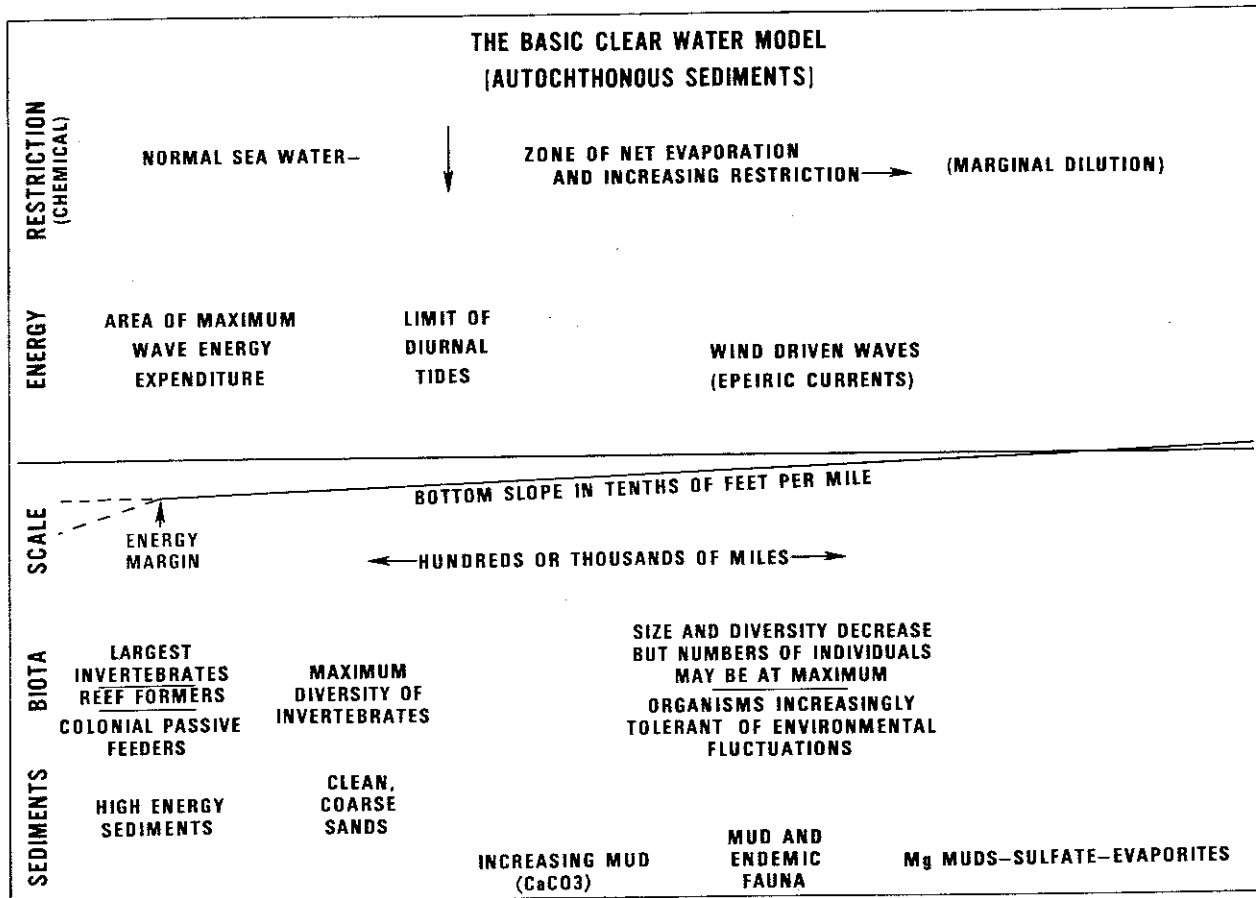 THE BASIC CLEAR WATER MODEL
(AUTOCHTHONOUS SEDIMENTS)
RESTRICTION
(CHEMICAL)
NORMAL SEA WATER–
ZONE OF NET EVAPORATION
AND INCREASING RESTRICTION
(MARGINAL DILUTION)
ENERGY
AREA OF MAXIMUM
WAVE ENERGY
EXPENDITURE
LIMIT OF
DIURNAL
TIDES
WIND DRIVEN WAVES
(EPEIRIC CURRENTS)
SCALE
BOTTOM SLOPE IN TENTHS OF FEET PER MILE
ENERGY
MARGIN
HUNDREDS OR THOUSANDS OF MILES
BIOTA
LARGEST
INVERTEBRATES
REEF FORMERS
COLONIAL PASSIVE
FEEDERS
MAXIMUM
DIVERSITY OF
INVERTEBRATES
SIZE AND DIVERSITY DECREASE
BUT NUMBERS OF INDIVIDUALS
MAY BE AT MAXIMUM
ORGANISMS INCREASINGLY
TOLERANT OF ENVIRONMENTAL
FLUCTUATIONS
SEDIMENTS
HIGH ENERGY
SEDIMENTS
CLEAN,
COARSE
SANDS
INCREASING MUD
(CaCO3)
MUD AND
ENDEMIC
FAUNA
Mg MUDS–SULFATE–EVAPORITES